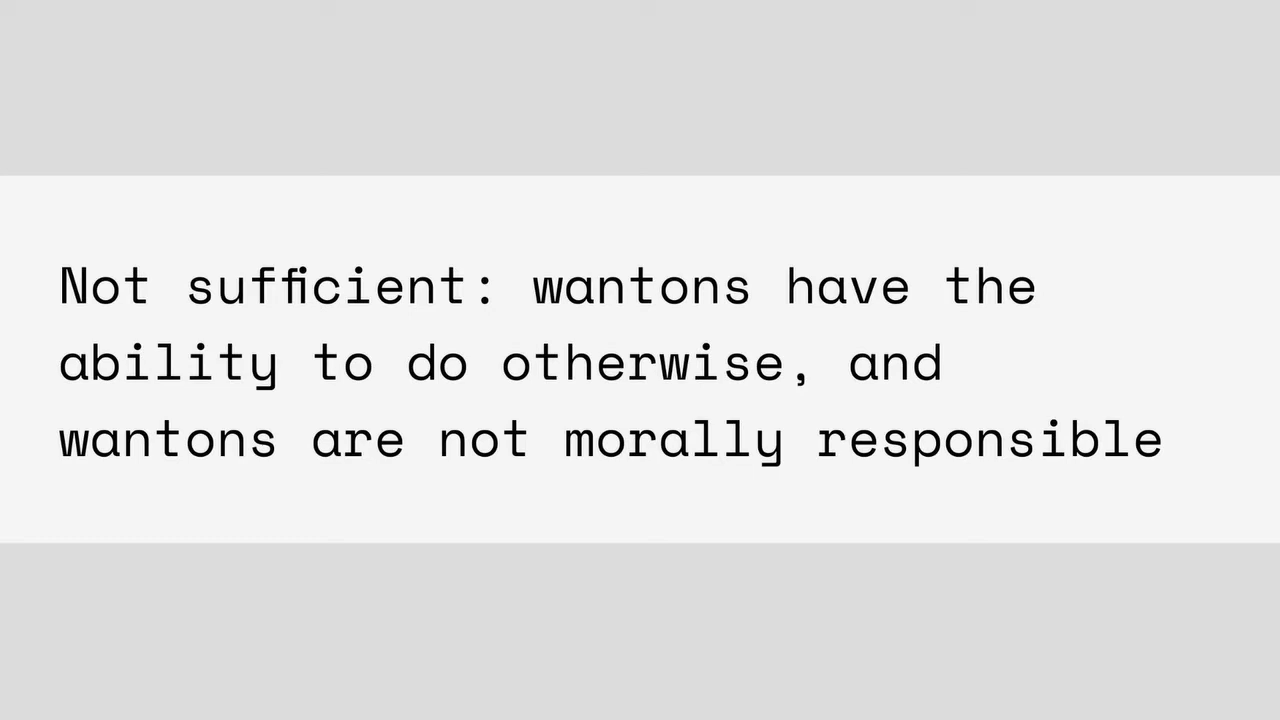 Not sufficient: wantons have the
ability to do otherwise, and
wantons are not morally responsible